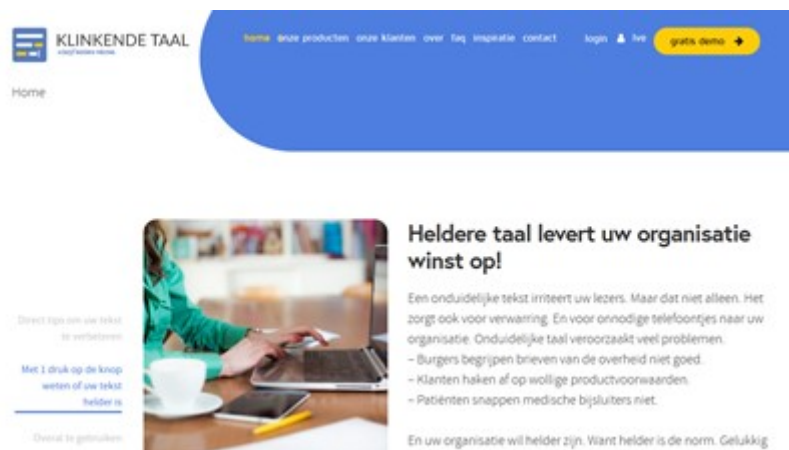 KLINKENDE TAAL
home onze producten onze klanten over faq inspiratie contact login lve gratis demo
Home
Heldere taal levert uw organisatie
winst op!
Een onduidelijke tekst irriteert uw lezers. Maar dat niet alleen. Het
zorgt ook voor verwarring. En voor onnodige telefoontjes naar uw
organisatie. Onduidelijke taal veroorzaakt veel problemen.
– Burgers begrijpen brieven van de overheid niet goed.
– Klanten haken af op wollige productvoorwaarden.
– Patiënten snappen medische bijsluiters niet.
En uw organisatie wil helder zijn. Want helder is de norm. Gelukkig
Direct tips om uw tekst
te verbeteren
Met 1 druk op de knop
weten of uw tekst
helder is
Overal te gebruiken